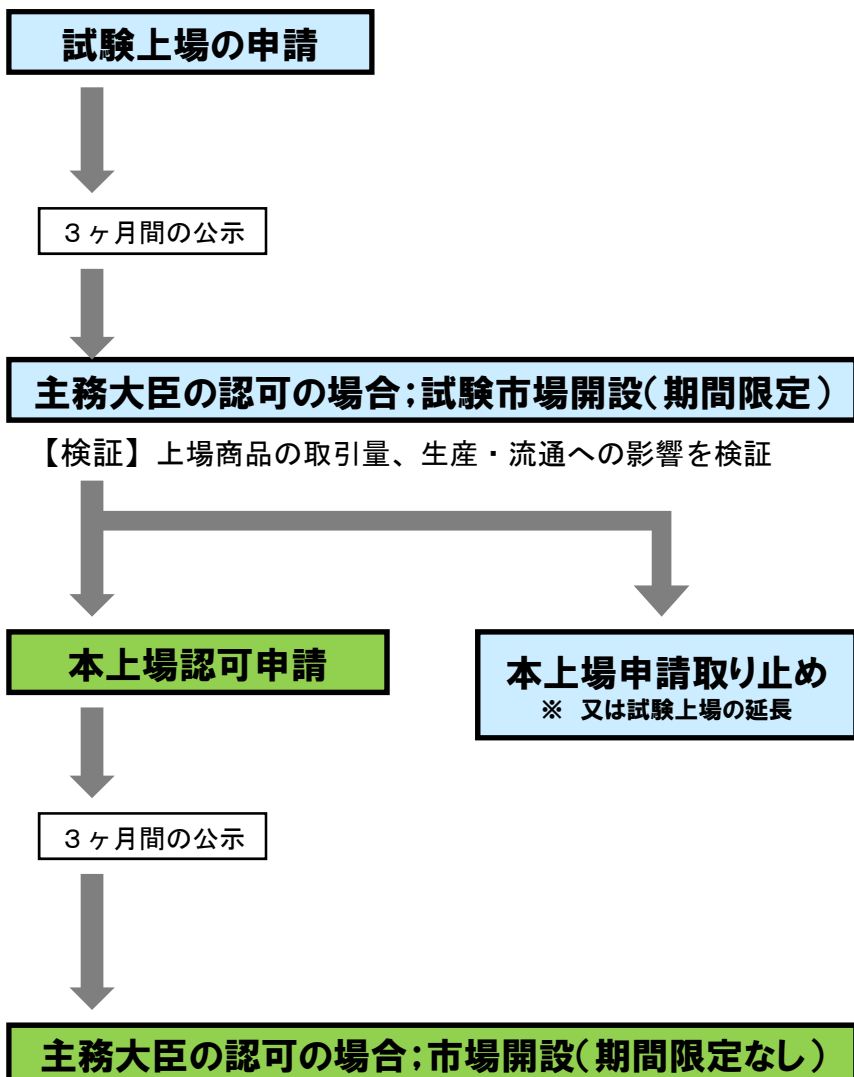 試験上場の申請
３ヶ月間の公示
主務大臣の認可の場合；試験市場開設（期間限定）
【検証】上場商品の取引量、生産・流通への影響を検証
本上場認可申請
本上場申請取り止め
※ 又は試験上場の延長
３ヶ月間の公示
主務大臣の認可の場合；市場開設（期間限定なし）